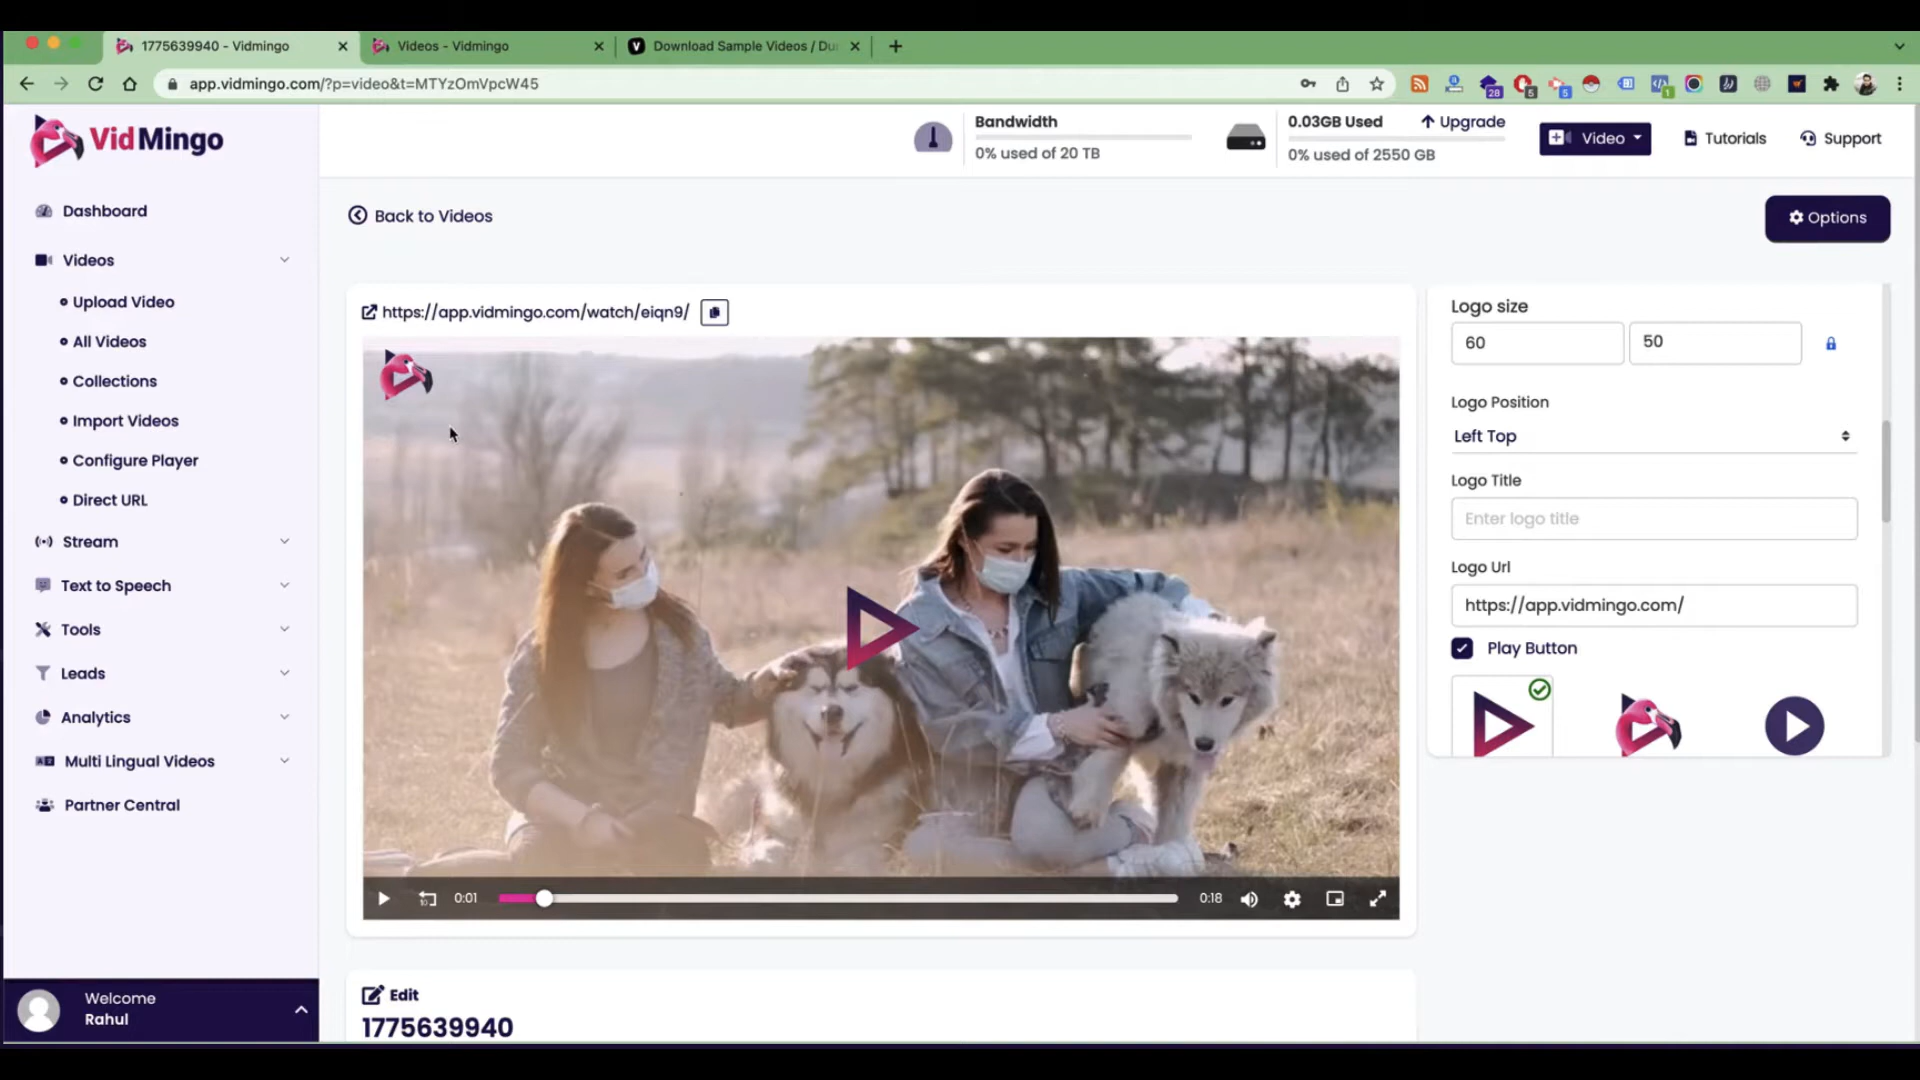 1775639940 - Vidmingo
Videos - Vidmingo
Download Sample Videos / Du
app.vidmingo.com/?p=video&t=MTYzOmVpcW45
28
5
5
1
VidMingo
Bandwidth
0% used of 20 TB
0.03GB Used
Upgrade
0% used of 2550 GB
Video
Tutorials
Support
Dashboard
Videos
Upload Video
All Videos
Collections
Import Videos
Configure Player
Direct URL
Stream
Text to Speech
Tools
Leads
Analytics
Multi Lingual Videos
Partner Central
Welcome
Rahul
Back to Videos
Options
https://app.vidmingo.com/watch/eiqn9/
10
0:01
0:18
Edit
1775639940
Logo size
60
50
Logo Position
Left Top
Logo Title
Enter logo title
Logo Url
https://app.vidmingo.com/
Play Button